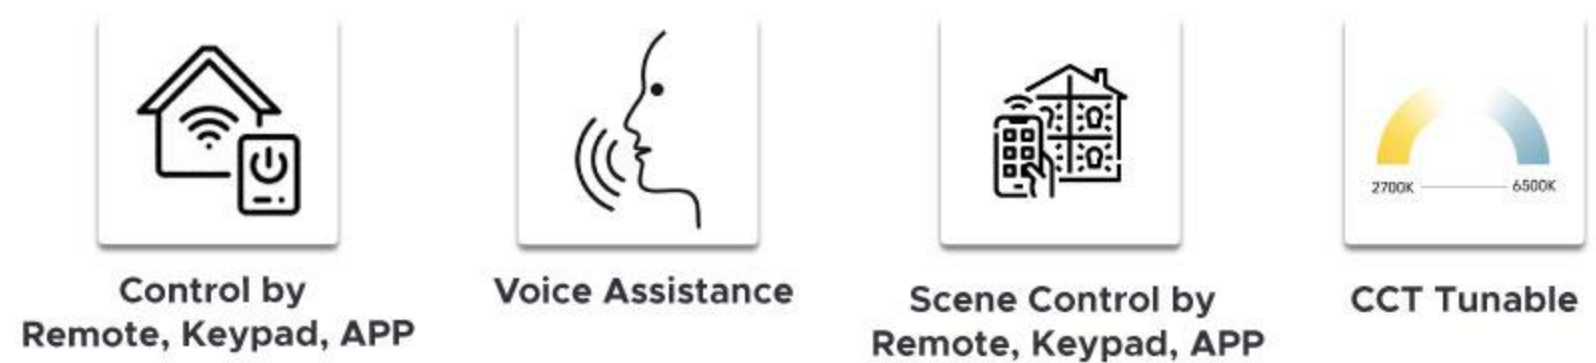 Control by
Remote, Keypad, APP
Voice Assistance
Scene Control by
Remote, Keypad, APP
2700K
6500K
CCT Tunable